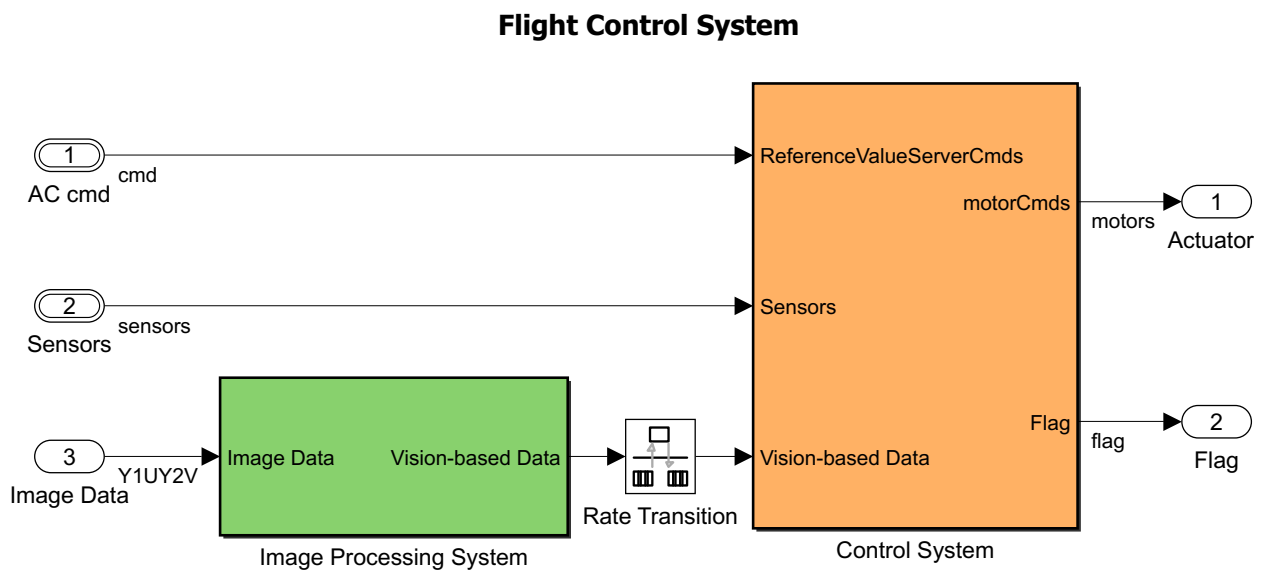 Flight Control System
1
cmd
AC cmd
ReferenceValueServerCmds
motorCmds
motors
1
Actuator
2
sensors
Sensors
Sensors
3
Y1UY2V
Image Data
Image Data
Vision-based Data
Image Processing System
Rate Transition
Vision-based Data
Flag
flag
2
Flag
Control System